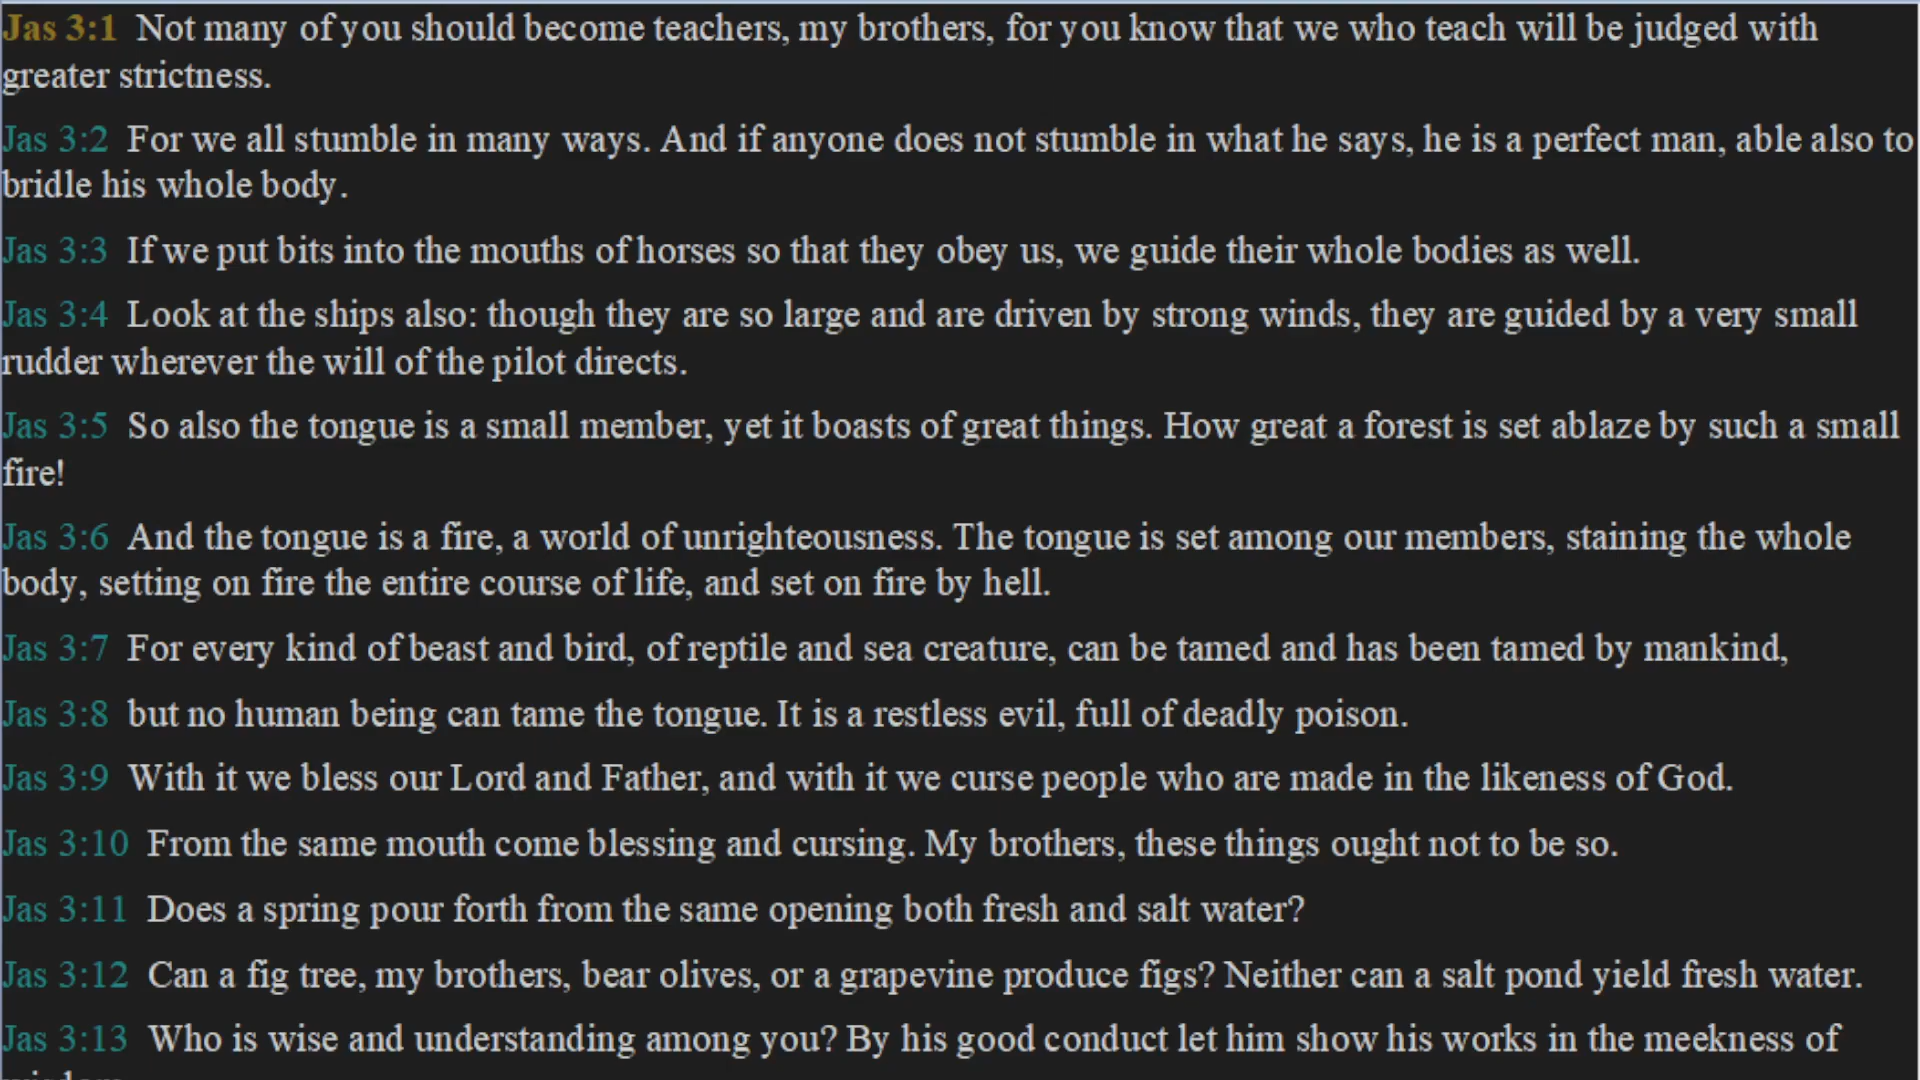 Jas 3:1 Not many of you should become teachers, my brothers, for you know that we who teach will be judged with
greater strictness.
Jas 3:2 For we all stumble in many ways. And if anyone does not stumble in what he says, he is a perfect man, able also to
bridle his whole body.
Jas 3:3 If we put bits into the mouths of horses so that they obey us, we guide their whole bodies as well.
Jas 3:4 Look at the ships also: though they are so large and are driven by strong winds, they are guided by a very small
rudder wherever the will of the pilot directs.
Jas 3:5 So also the tongue is a small member, yet it boasts of great things. How great a forest is set ablaze by such a small
fire!
Jas 3:6 And the tongue is a fire, a world of unrighteousness. The tongue is set among our members, staining the whole
body, setting on fire the entire course of life, and set on fire by hell.
Jas 3:7 For every kind of beast and bird, of reptile and sea creature, can be tamed and has been tamed by mankind,
Jas 3:8 but no human being can tame the tongue. It is a restless evil, full of deadly poison.
Jas 3:9 With it we bless our Lord and Father, and with it we curse people who are made in the likeness of God.
Jas 3:10 From the same mouth come blessing and cursing. My brothers, these things ought not to be so.
Jas 3:11 Does a spring pour forth from the same opening both fresh and salt water?
Jas 3:12 Can a fig tree, my brothers, bear olives, or a grapevine produce figs? Neither can a salt pond yield fresh water.
Jas 3:13 Who is wise and understanding among you? By his good conduct let him show his works in the meekness of